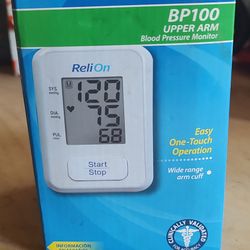 BP100
UPPER ARM
Blood Pressure Monitor
ReliOn
SYS.
mmHg
120
DIA.
mmHg
75
PUL.
/min
68
Start
Stop
Easy
One-Touch
Operation
Wide range
arm cuff
CLINICALLY VALIDATED
INFORMACIÓN